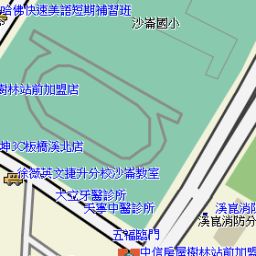 哈佛快速美語短期補習班
沙崙國小
樹林站前加盟店
坤3C板橋溪北店
徐薇英文捷升分校沙崙教室
大立牙醫診所
天寧中醫診所
溪崑消防
溪崑消防分
五福臨門
中信房屋樹林站前加盟